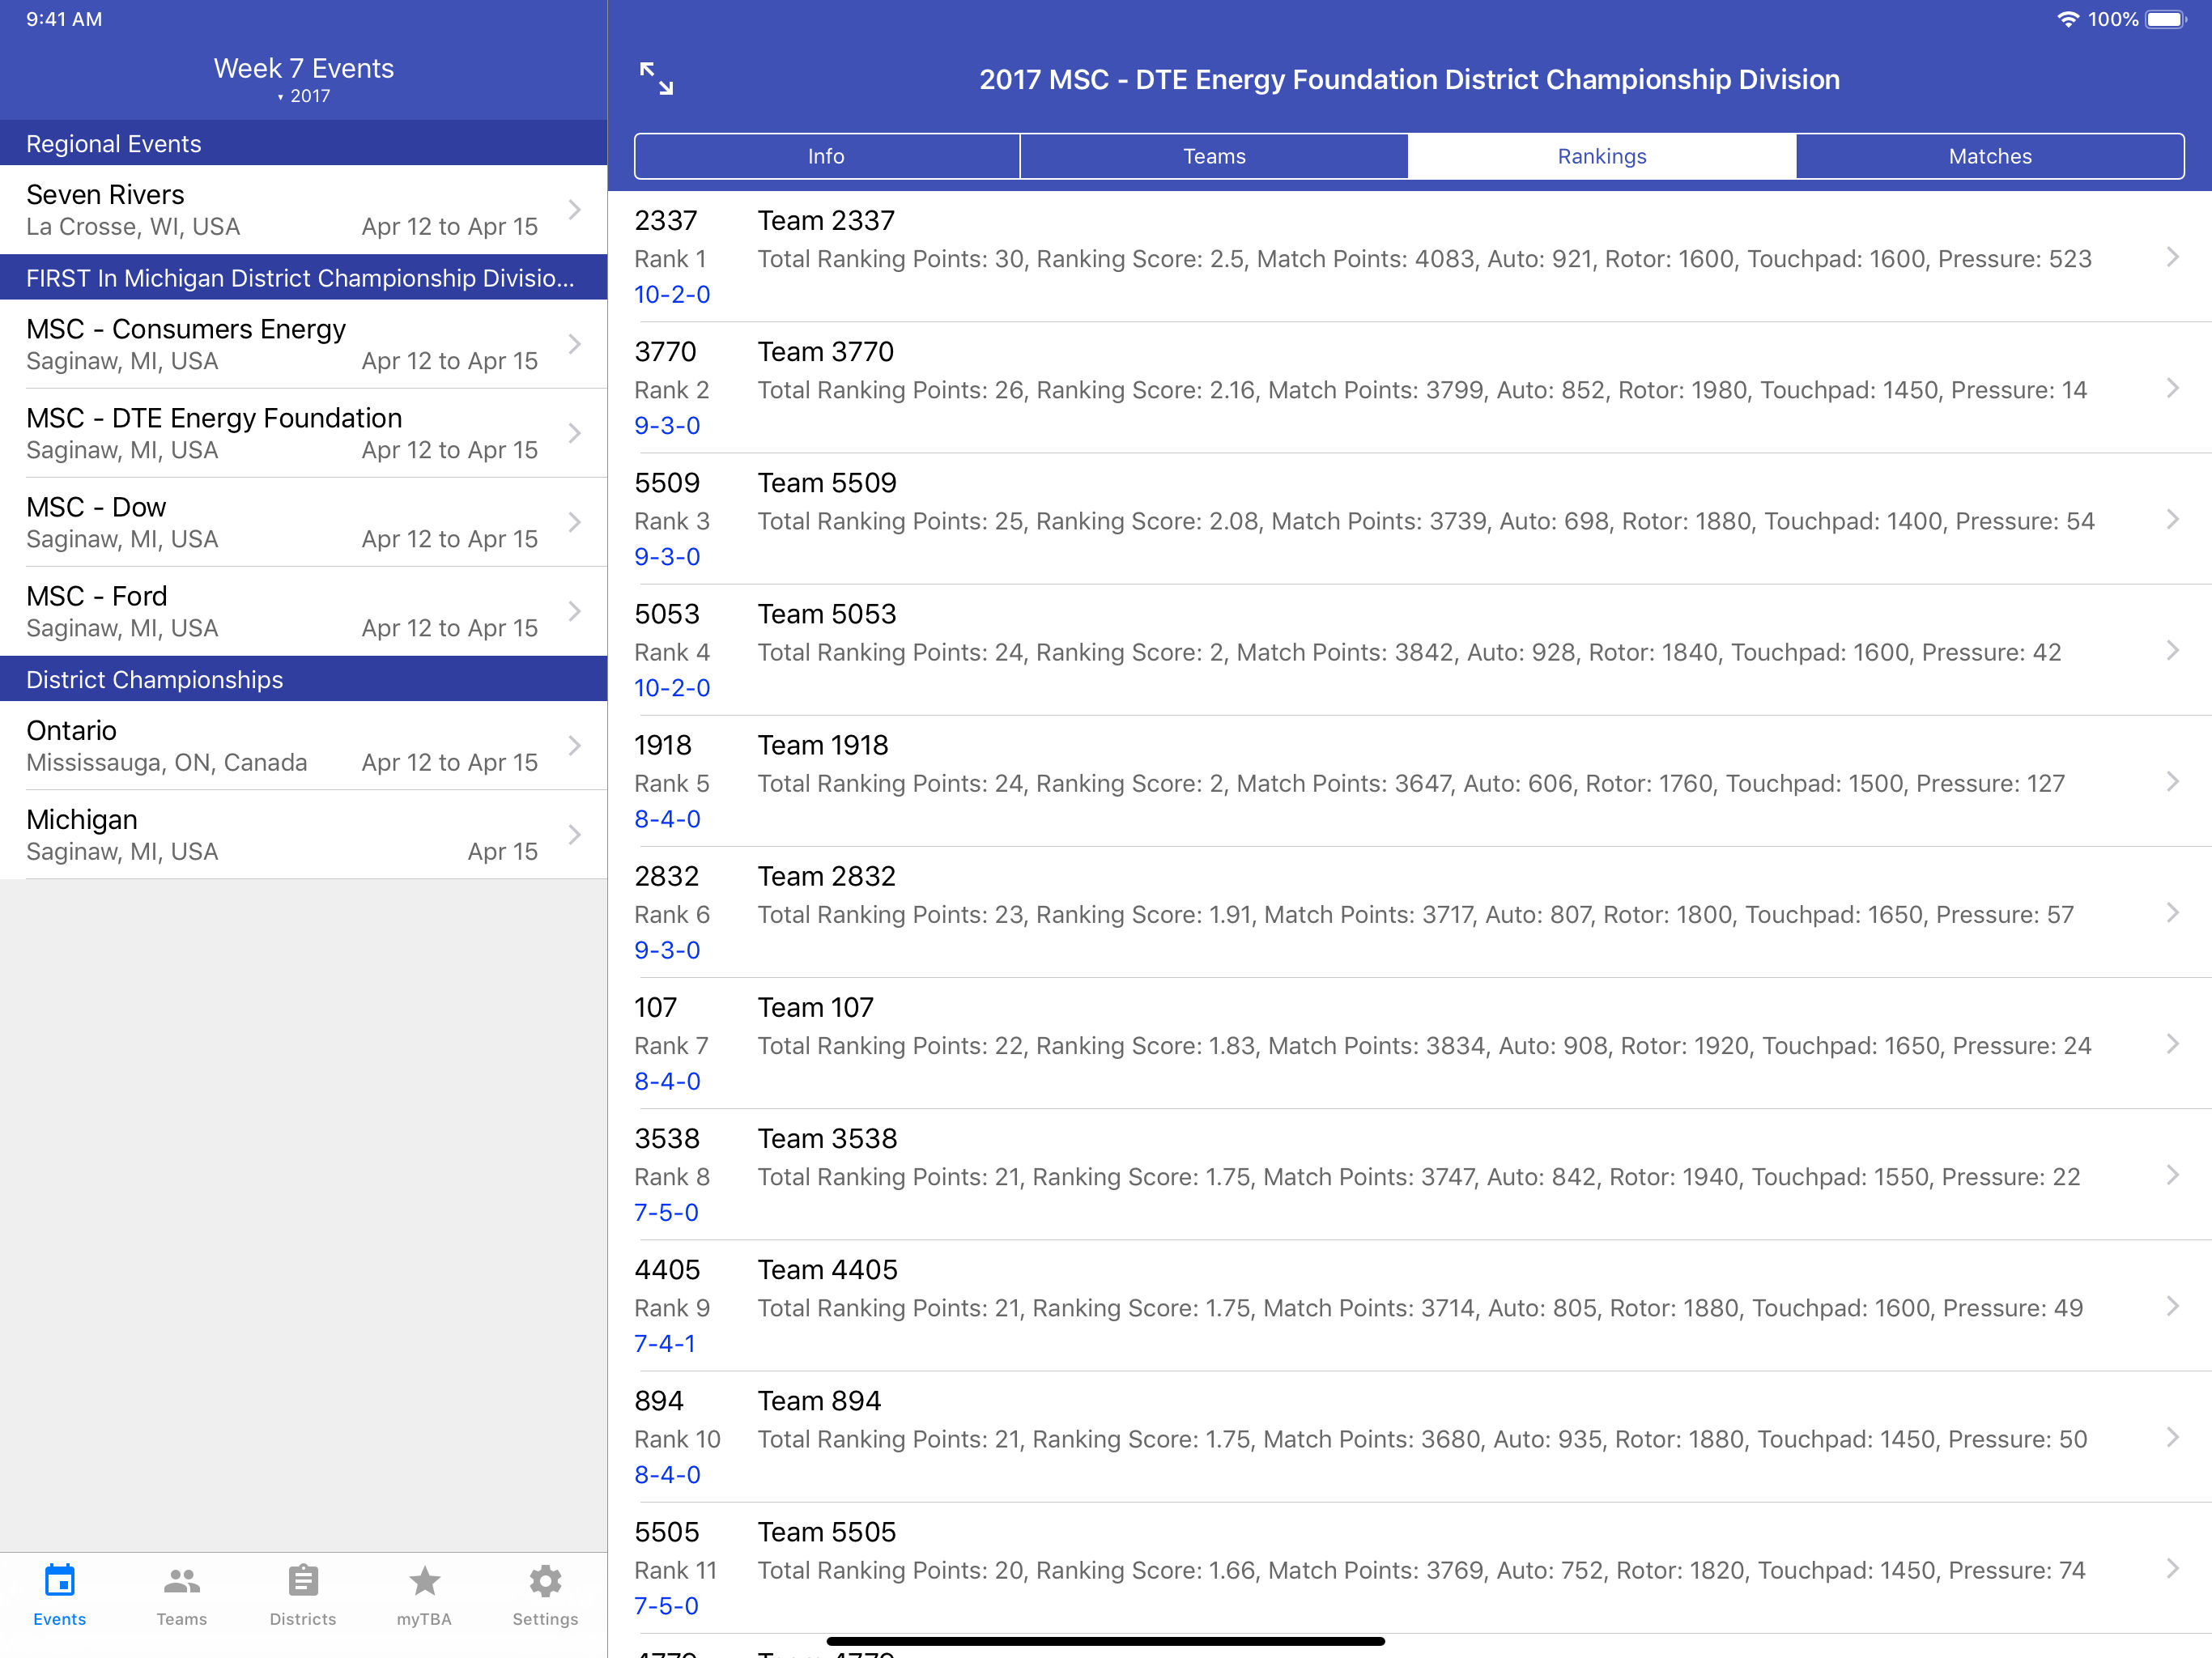 9:41 AM
100%
Week 7 Events
▾ 2017
Regional Events
Seven Rivers
La Crosse, WI, USA Apr 12 to Apr 15
FIRST In Michigan District Championship Divisio...
MSC - Consumers Energy
Saginaw, MI, USA Apr 12 to Apr 15
MSC - DTE Energy Foundation
Saginaw, MI, USA Apr 12 to Apr 15
MSC - Dow
Saginaw, MI, USA Apr 12 to Apr 15
MSC - Ford
Saginaw, MI, USA Apr 12 to Apr 15
District Championships
Ontario
Mississauga, ON, Canada Apr 12 to Apr 15
Michigan
Saginaw, MI, USA Apr 15
Events Teams Districts myTBA Settings
2017 MSC - DTE Energy Foundation District Championship Division
Info Teams Rankings Matches
2337 Team 2337
Rank 1 Total Ranking Points: 30, Ranking Score: 2.5, Match Points: 4083, Auto: 921, Rotor: 1600, Touchpad: 1600, Pressure: 523
10-2-0
3770 Team 3770
Rank 2 Total Ranking Points: 26, Ranking Score: 2.16, Match Points: 3799, Auto: 852, Rotor: 1980, Touchpad: 1450, Pressure: 14
9-3-0
5509 Team 5509
Rank 3 Total Ranking Points: 25, Ranking Score: 2.08, Match Points: 3739, Auto: 698, Rotor: 1880, Touchpad: 1400, Pressure: 54
9-3-0
5053 Team 5053
Rank 4 Total Ranking Points: 24, Ranking Score: 2, Match Points: 3842, Auto: 928, Rotor: 1840, Touchpad: 1600, Pressure: 42
10-2-0
1918 Team 1918
Rank 5 Total Ranking Points: 24, Ranking Score: 2, Match Points: 3647, Auto: 606, Rotor: 1760, Touchpad: 1500, Pressure: 127
8-4-0
2832 Team 2832
Rank 6 Total Ranking Points: 23, Ranking Score: 1.91, Match Points: 3717, Auto: 807, Rotor: 1800, Touchpad: 1650, Pressure: 57
9-3-0
107 Team 107
Rank 7 Total Ranking Points: 22, Ranking Score: 1.83, Match Points: 3834, Auto: 908, Rotor: 1920, Touchpad: 1650, Pressure: 24
8-4-0
3538 Team 3538
Rank 8 Total Ranking Points: 21, Ranking Score: 1.75, Match Points: 3747, Auto: 842, Rotor: 1940, Touchpad: 1550, Pressure: 22
7-5-0
4405 Team 4405
Rank 9 Total Ranking Points: 21, Ranking Score: 1.75, Match Points: 3714, Auto: 805, Rotor: 1880, Touchpad: 1600, Pressure: 49
7-4-1
894 Team 894
Rank 10 Total Ranking Points: 21, Ranking Score: 1.75, Match Points: 3680, Auto: 935, Rotor: 1880, Touchpad: 1450, Pressure: 50
8-4-0
5505 Team 5505
Rank 11 Total Ranking Points: 20, Ranking Score: 1.66, Match Points: 3769, Auto: 752, Rotor: 1820, Touchpad: 1450, Pressure: 74
7-5-0